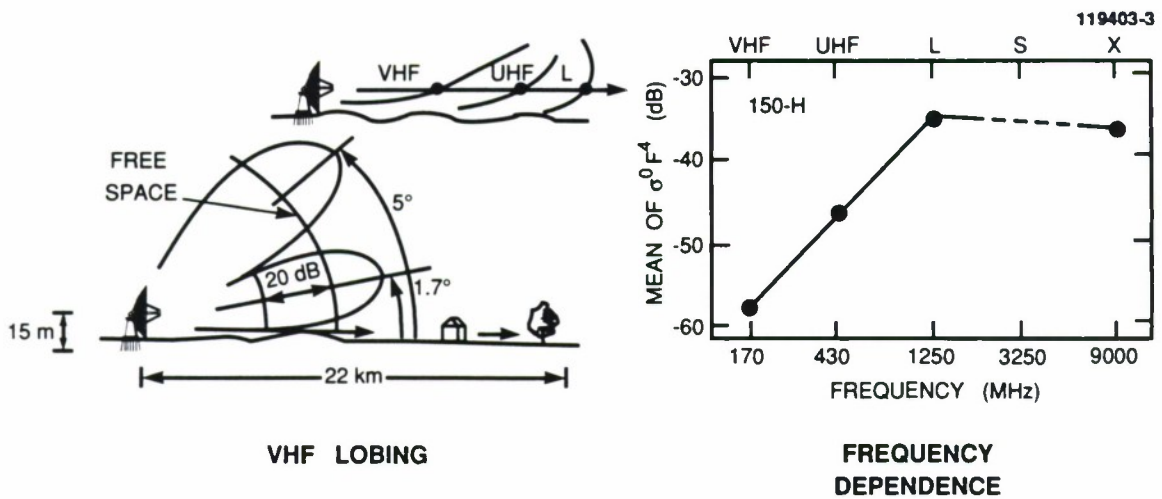 119403-3
VHF UHF L
FREE
SPACE
5°
20 dB
1.7°
15 m
22 km
VHF LOBING
VHF UHF L S X
-30
-40
-50
-60
MEAN OF σ⁰F⁴ (dB)
150-H
170 430 1250 3250 9000
FREQUENCY (MHz)
FREQUENCY
DEPENDENCE